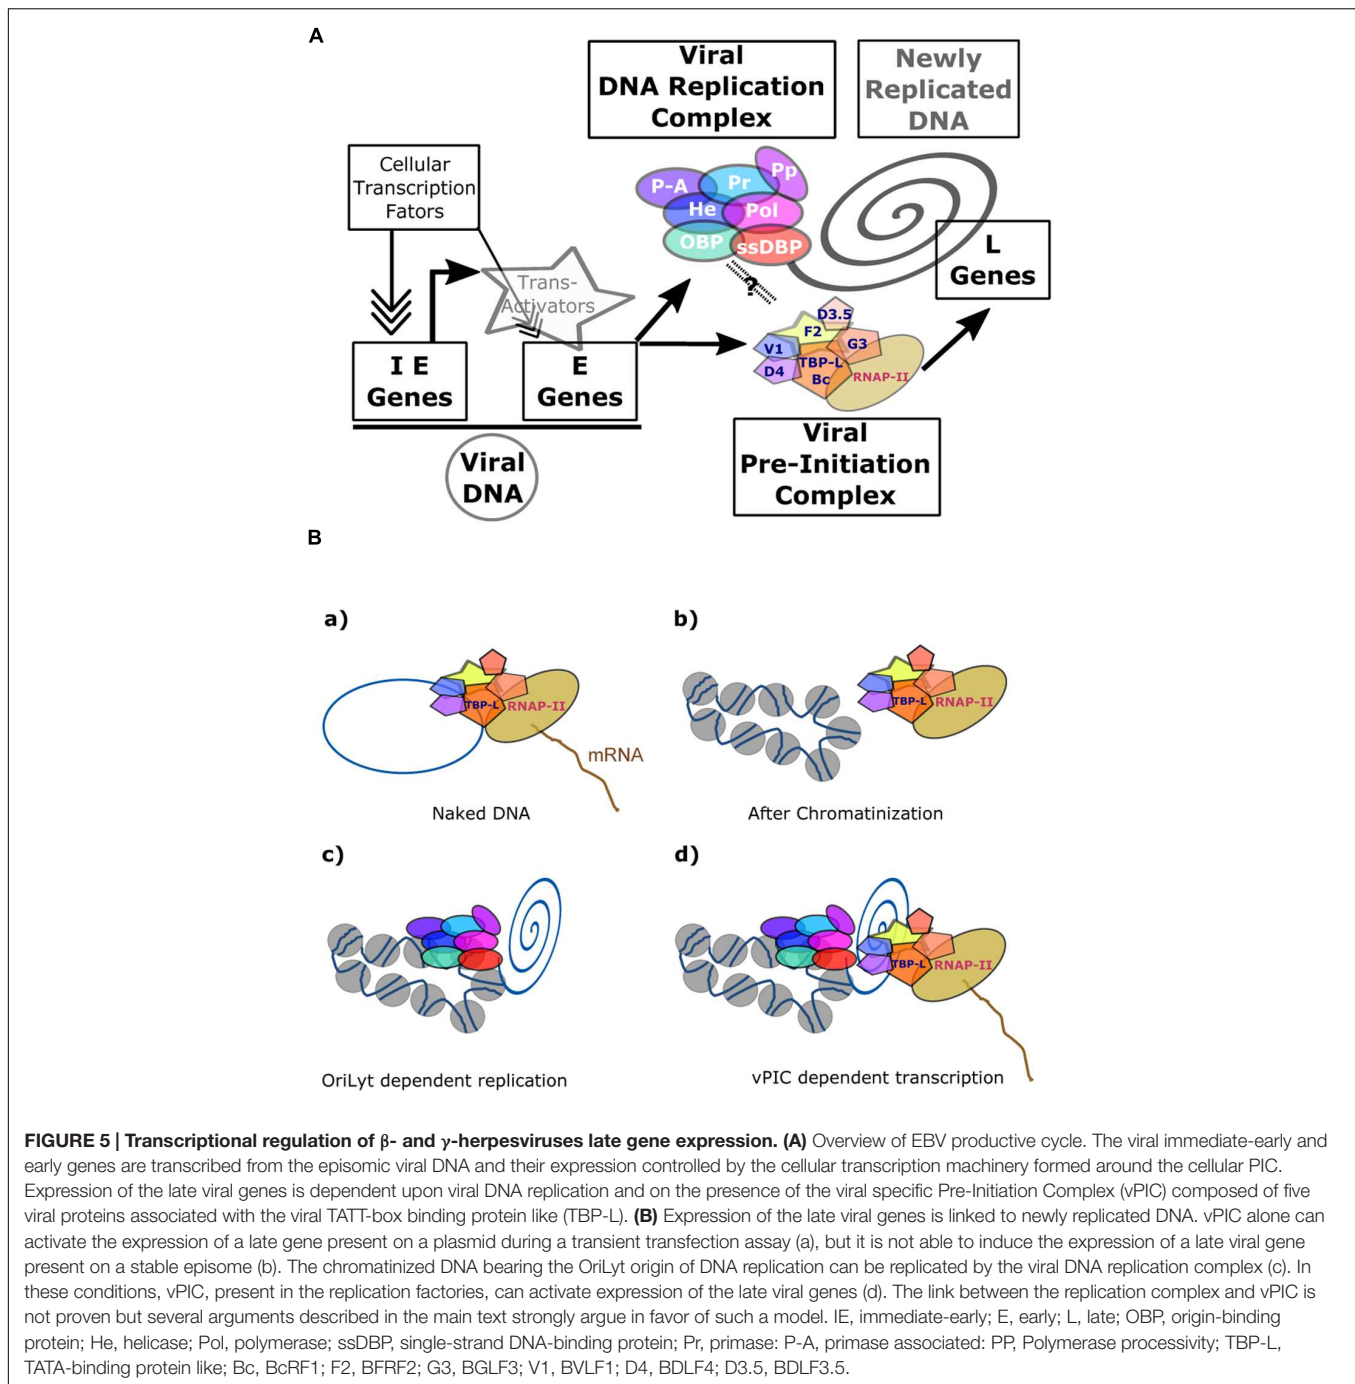 A
Viral
DNA Replication
Complex
Newly
Replicated
DNA
Cellular
Transcription
Fators
P-A
Pr
Pp
He
Pol
OBP
ssDBP
?
Trans-
Activators
L
Genes
I E
Genes
E
Genes
D3.5
F2
V1
G3
TBP-L
D4
Bc
RNAP-II
Viral
DNA
Viral
Pre-Initiation
Complex
B
a)
TBP-L
RNAP-II
mRNA
Naked DNA
b)
TBP-L
RNAP-II
After Chromatinization
c)
OriLyt dependent replication
d)
TBP-L
RNAP-II
vPIC dependent transcription
FIGURE 5 | Transcriptional regulation of β- and γ-herpesviruses late gene expression. (A) Overview of EBV productive cycle. The viral immediate-early and
early genes are transcribed from the episomic viral DNA and their expression controlled by the cellular transcription machinery formed around the cellular PIC.
Expression of the late viral genes is dependent upon viral DNA replication and on the presence of the viral specific Pre-Initiation Complex (vPIC) composed of five
viral proteins associated with the viral TATT-box binding protein like (TBP-L). (B) Expression of the late viral genes is linked to newly replicated DNA. vPIC alone can
activate the expression of a late gene present on a plasmid during a transient transfection assay (a), but it is not able to induce the expression of a late viral gene
present on a stable episome (b). The chromatinized DNA bearing the OriLyt origin of DNA replication can be replicated by the viral DNA replication complex (c). In
these conditions, vPIC, present in the replication factories, can activate expression of the late viral genes (d). The link between the replication complex and vPIC is
not proven but several arguments described in the main text strongly argue in favor of such a model. IE, immediate-early; E, early; L, late; OBP, origin-binding
protein; He, helicase; Pol, polymerase; ssDBP, single-strand DNA-binding protein; Pr, primase: P-A, primase associated: PP, Polymerase processivity; TBP-L,
TATA-binding protein like; Bc, BcRF1; F2, BFRF2; G3, BGLF3; V1, BVLF1; D4, BDLF4; D3.5, BDLF3.5.